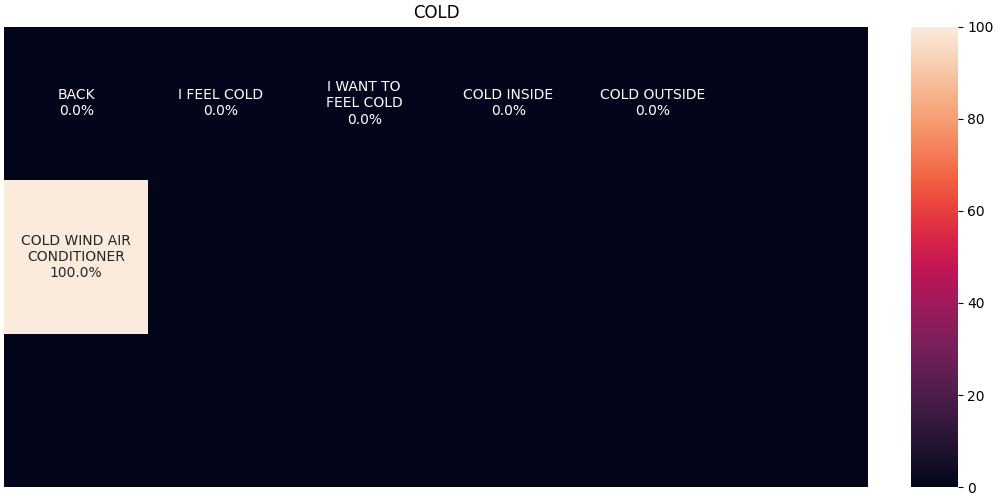 COLD
BACK
0.0%
I FEEL COLD
0.0%
I WANT TO
FEEL COLD
0.0%
COLD INSIDE
0.0%
COLD OUTSIDE
0.0%
COLD WIND AIR
CONDITIONER
100.0%
100
80
60
40
20
0